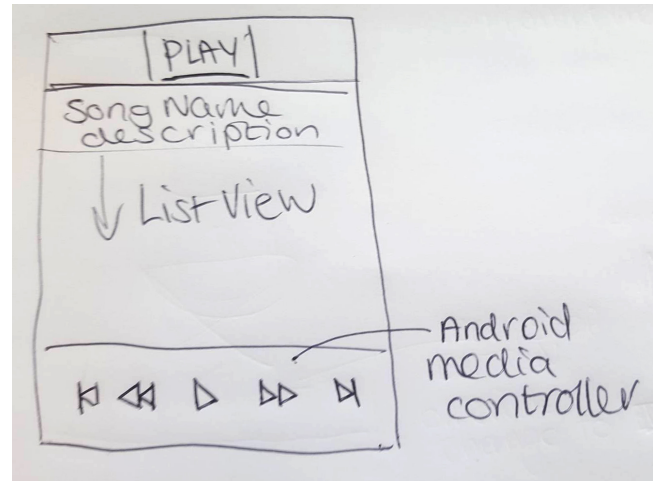 PLAY
Song Name
description
List View
Android
media
controller